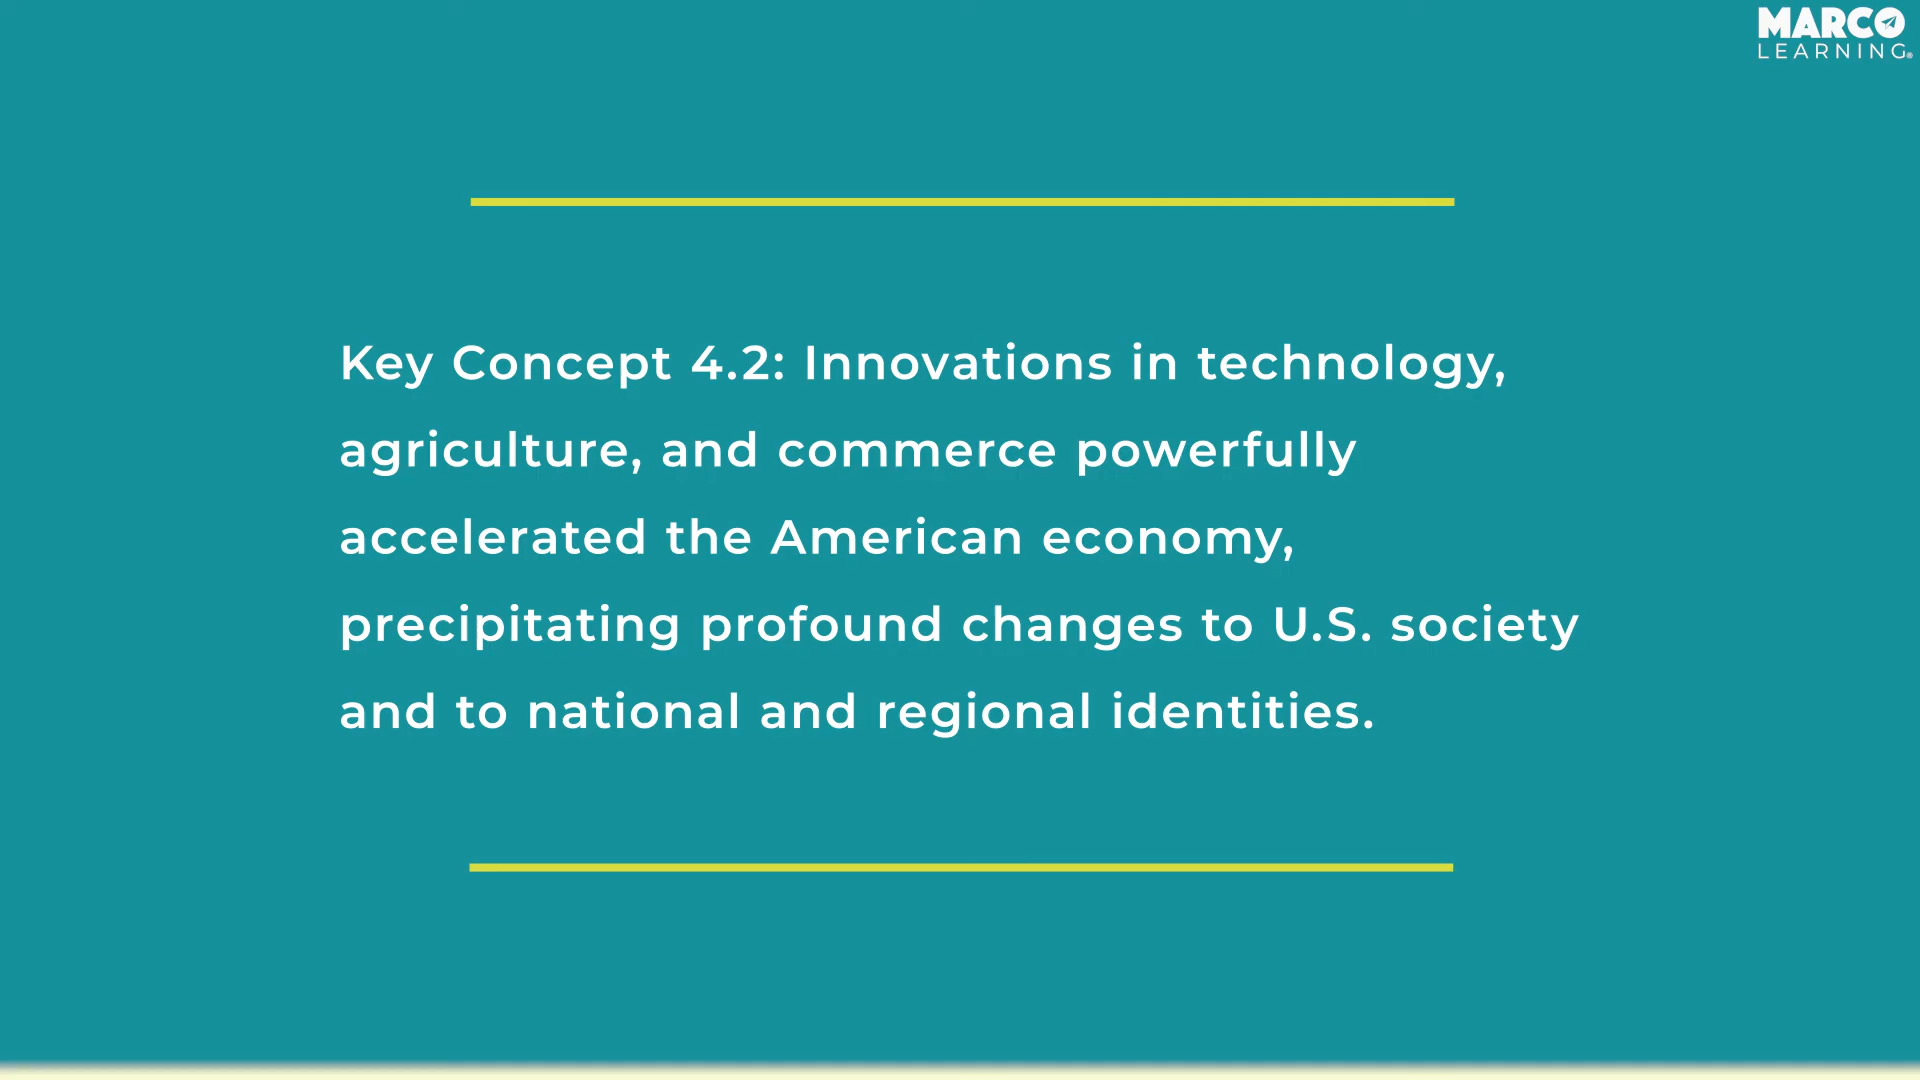 MARCO
LEARNING®
Key Concept 4.2: Innovations in technology,
agriculture, and commerce powerfully
accelerated the American economy,
precipitating profound changes to U.S. society
and to national and regional identities.